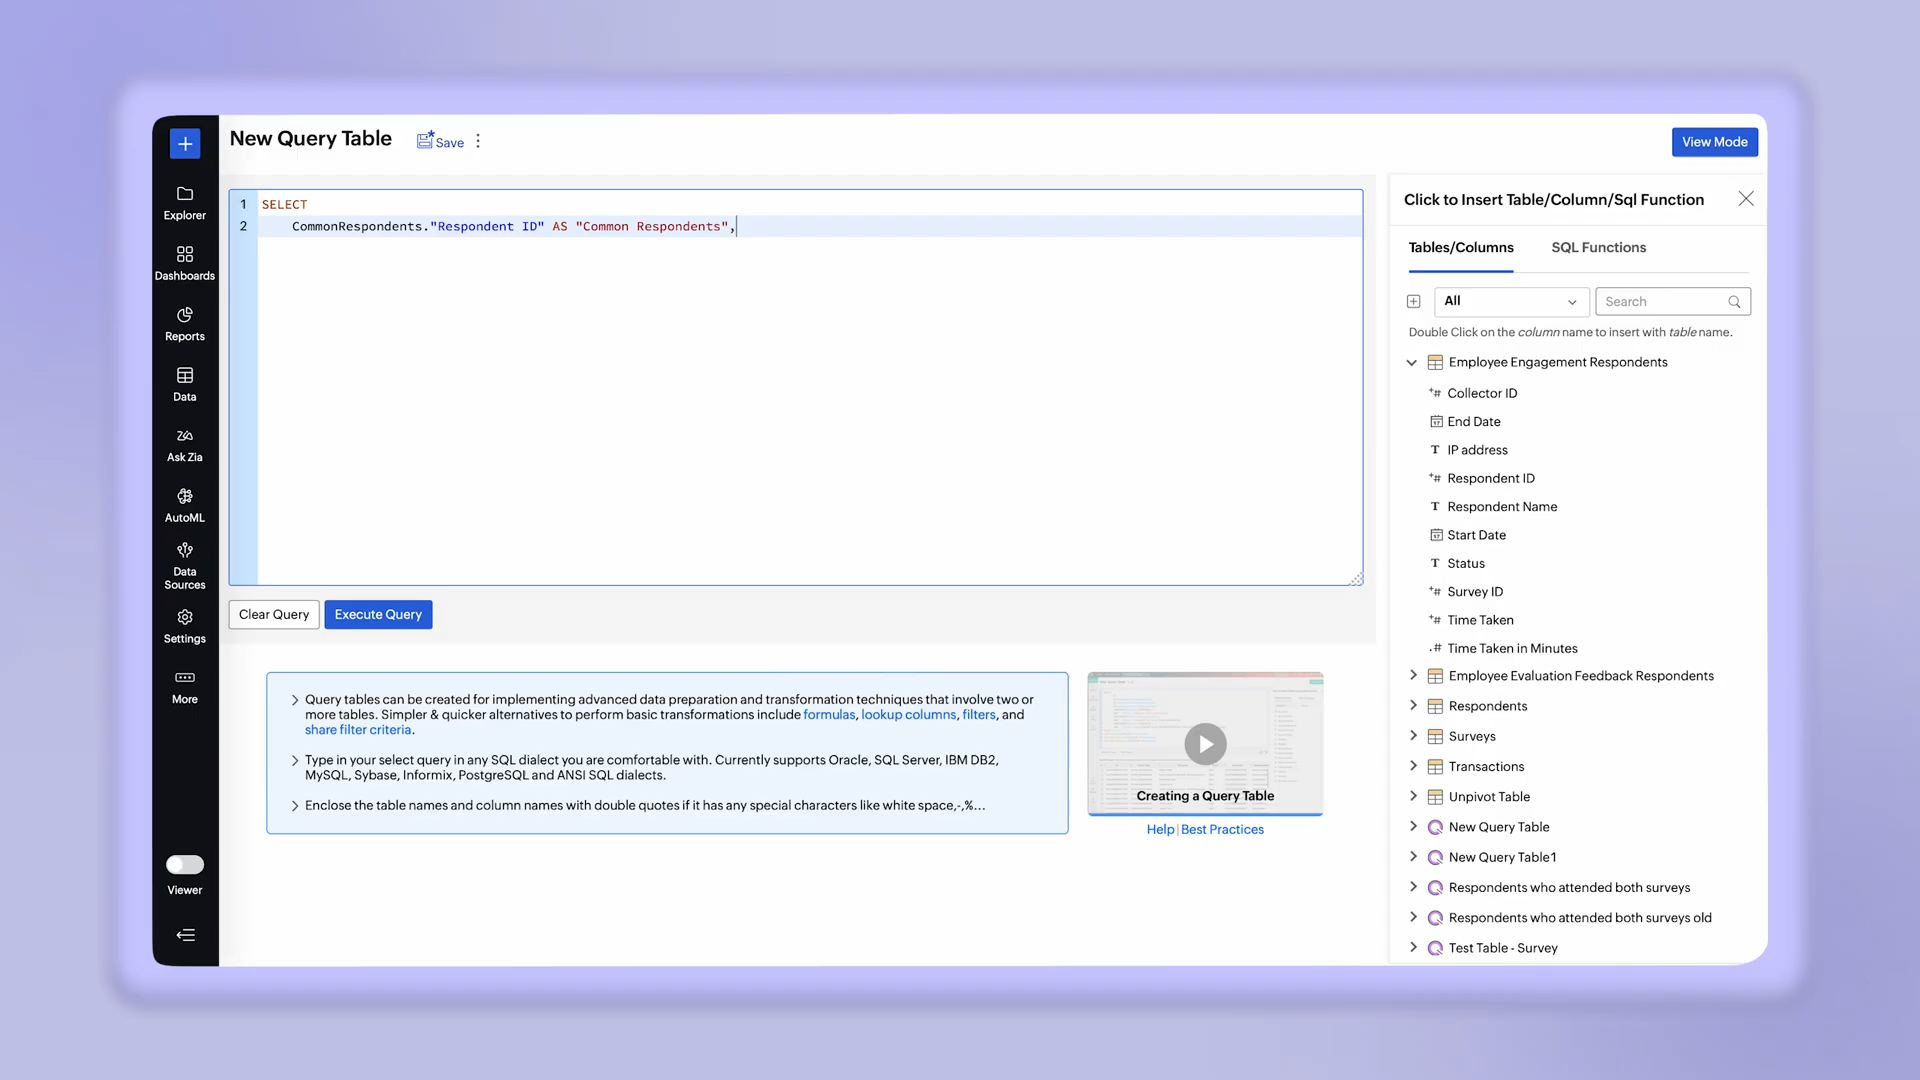 New Query Table
Save
View Mode
Explorer
Dashboards
Reports
Data
Ask Zia
AutoML
Data
Sources
Settings
More
Viewer
1 SELECT
2 CommonRespondents."Respondent ID" AS "Common Respondents",
Clear Query
Execute Query
Query tables can be created for implementing advanced data preparation and transformation techniques that involve two or
more tables. Simpler & quicker alternatives to perform basic transformations include formulas, lookup columns, filters, and
share filter criteria.
Type in your select query in any SQL dialect you are comfortable with. Currently supports Oracle, SQL Server, IBM DB2,
MySQL, Sybase, Informix, PostgreSQL and ANSI SQL dialects.
Enclose the table names and column names with double quotes if it has any special characters like white space,-,%...
Creating a Query Table
Help | Best Practices
Click to Insert Table/Column/Sql Function
Tables/Columns
SQL Functions
All
Search
Double Click on the column name to insert with table name.
Employee Engagement Respondents
Collector ID
End Date
IP address
Respondent ID
Respondent Name
Start Date
Status
Survey ID
Time Taken
Time Taken in Minutes
Employee Evaluation Feedback Respondents
Respondents
Surveys
Transactions
Unpivot Table
New Query Table
New Query Table1
Respondents who attended both surveys
Respondents who attended both surveys old
Test Table - Survey